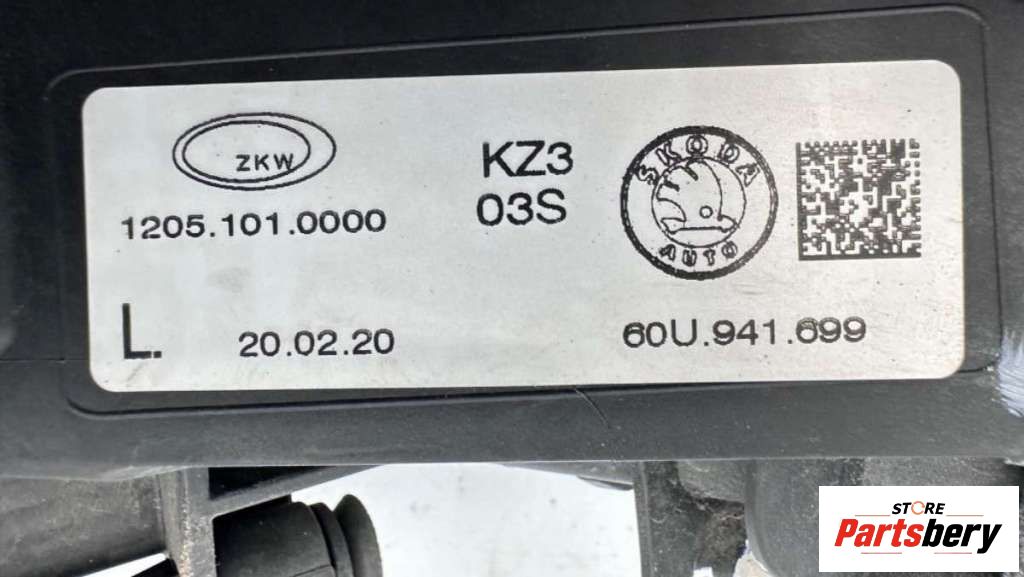 ZKW
KZ3
03S
SKODA
AUTO
1205.101.0000
L.
20.02.20
60U.941.699
STORE
Partsbery